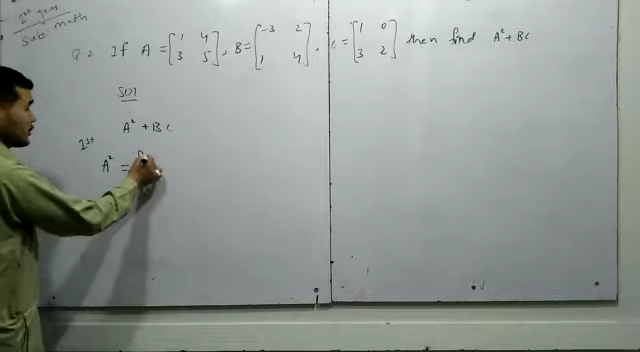 1st year
Sub: math
Q.2 If A = [1 4 3 5], B = [-3 2 1 4], C = [1 0 3 2] then find A² + BC
Sol
A² + BC
1st
A² =